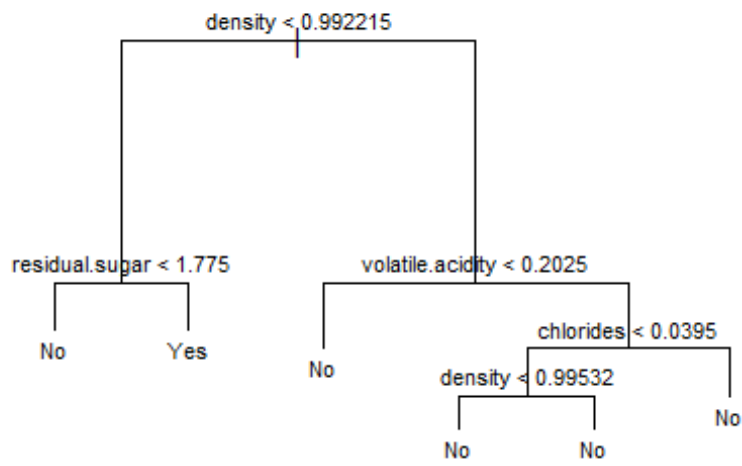 density < 0.992215
residual.sugar < 1.775
volatile.acidity < 0.2025
No
Yes
No
chlorides < 0.0395
density < 0.99532
No
No
No